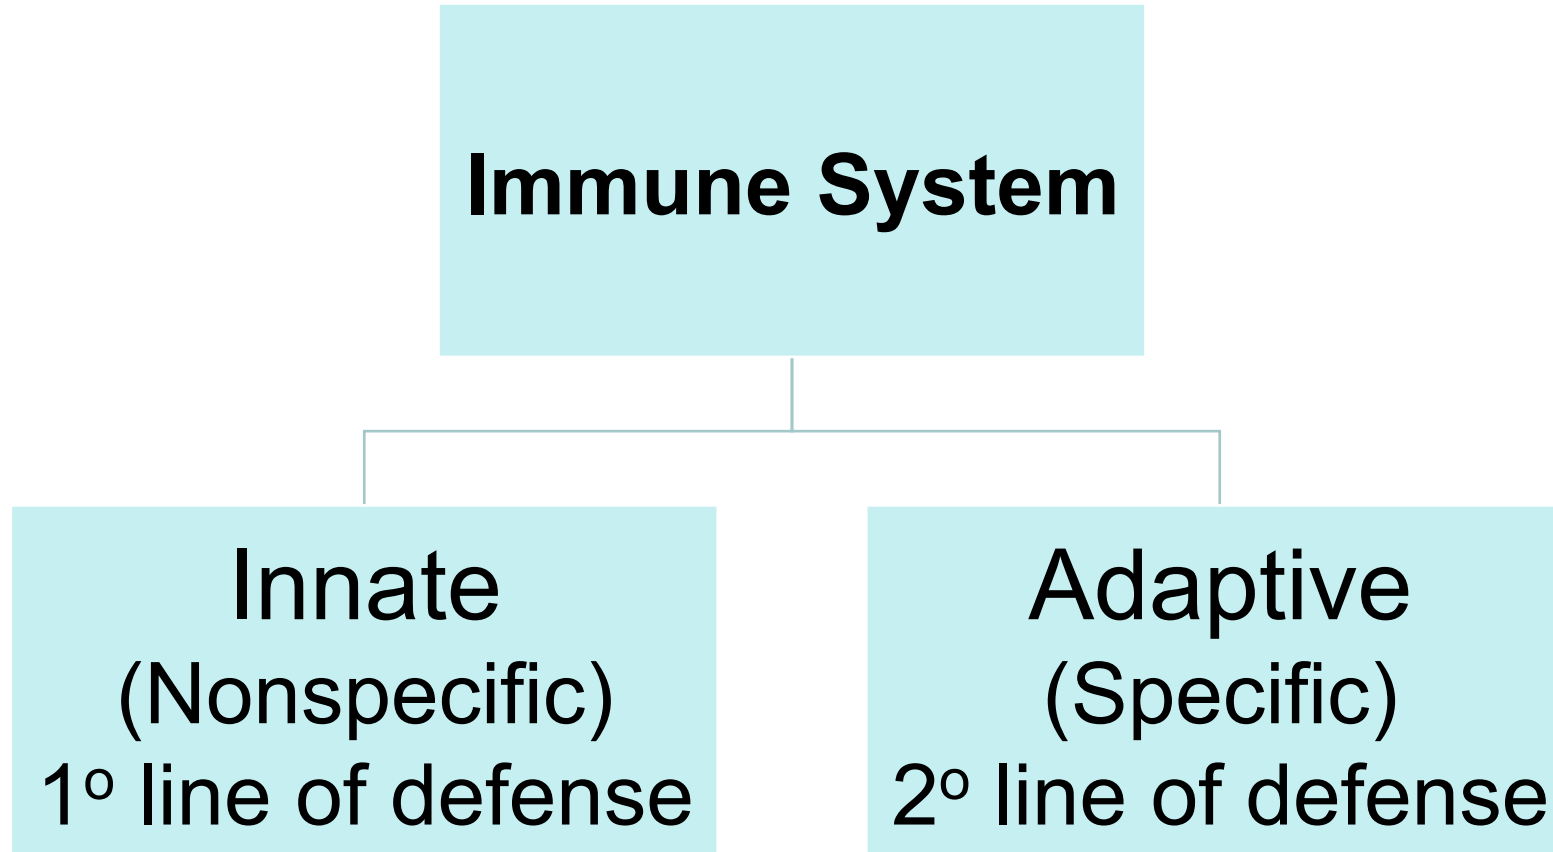 Immune System
Innate
(Nonspecific)
1º line of defense
Adaptive
(Specific)
2º line of defense